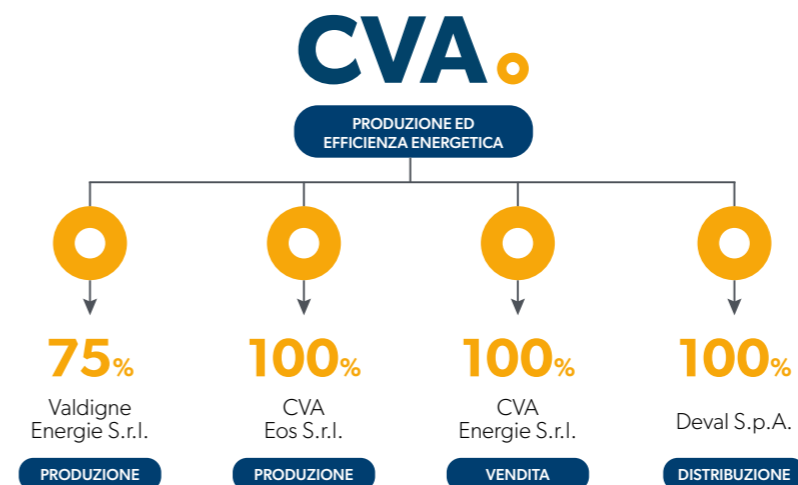 CVA
PRODUZIONE ED
EFFICIENZA ENERGETICA
75%
Valdigne
Energie S.r.l.
PRODUZIONE
100%
CVA
Eos S.r.l.
PRODUZIONE
100%
CVA
Energie S.r.l.
VENDITA
100%
Deval S.p.A.
DISTRIBUZIONE